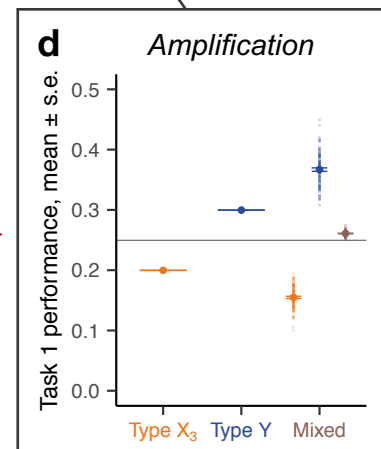 d Amplification
Task 1 performance, mean ± s.e.
0.5
0.4
0.3
0.2
0.1
0.0
Type X₃ Type Y Mixed